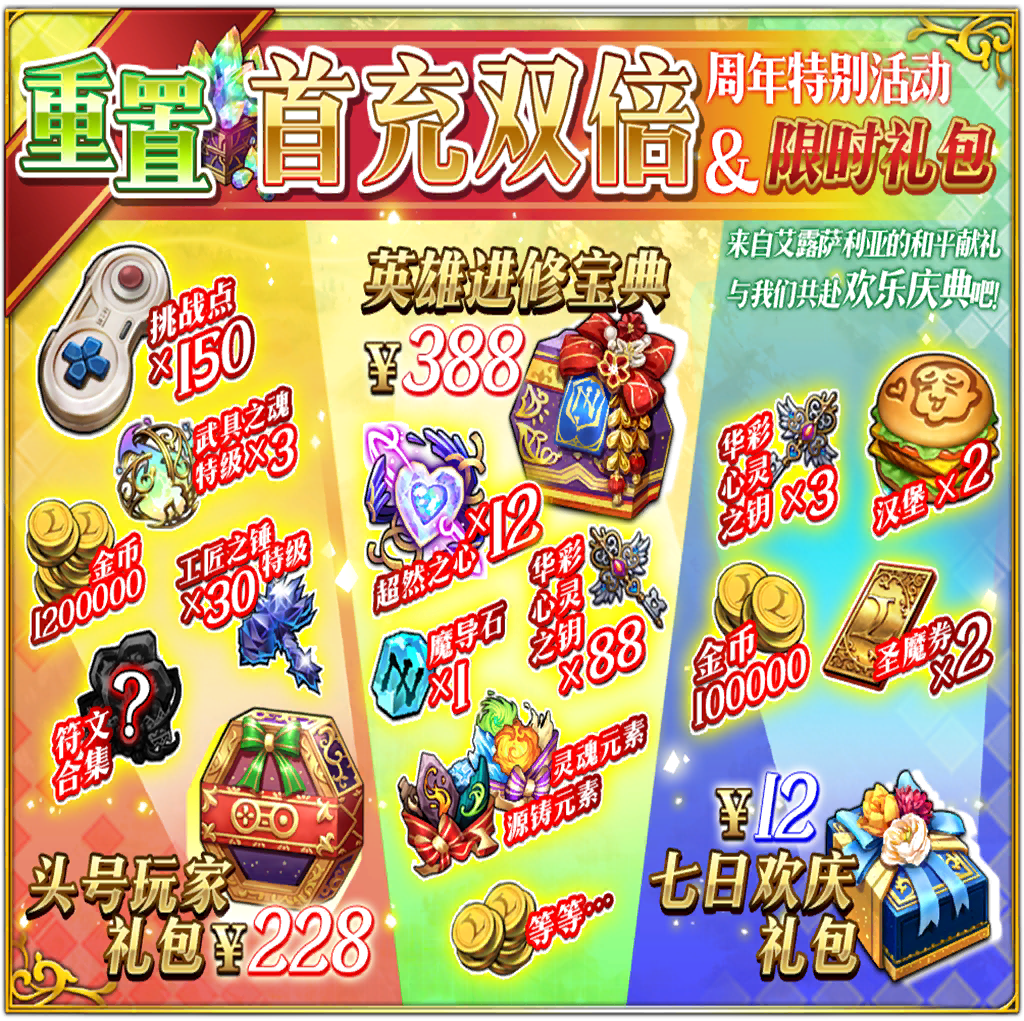 重置
首充双倍
周年特别活动
&限时礼包
来自艾露萨利亚的和平献礼
与我们共赴欢乐庆典吧!
挑战点
×150
武具之魂
特级×3
金币
1200000
工匠之锤
×30特级
?
符文
合集
头号玩家
礼包¥228
英雄进修宝典
¥388
N
超然之心×12
华彩
心灵
之钥
×88
N
魔导石
×1
灵魂元素
源铸元素
等等…
华彩
心灵
之钥×3
汉堡×2
金币
100000
圣魔券
×2
¥12
七日欢庆
礼包